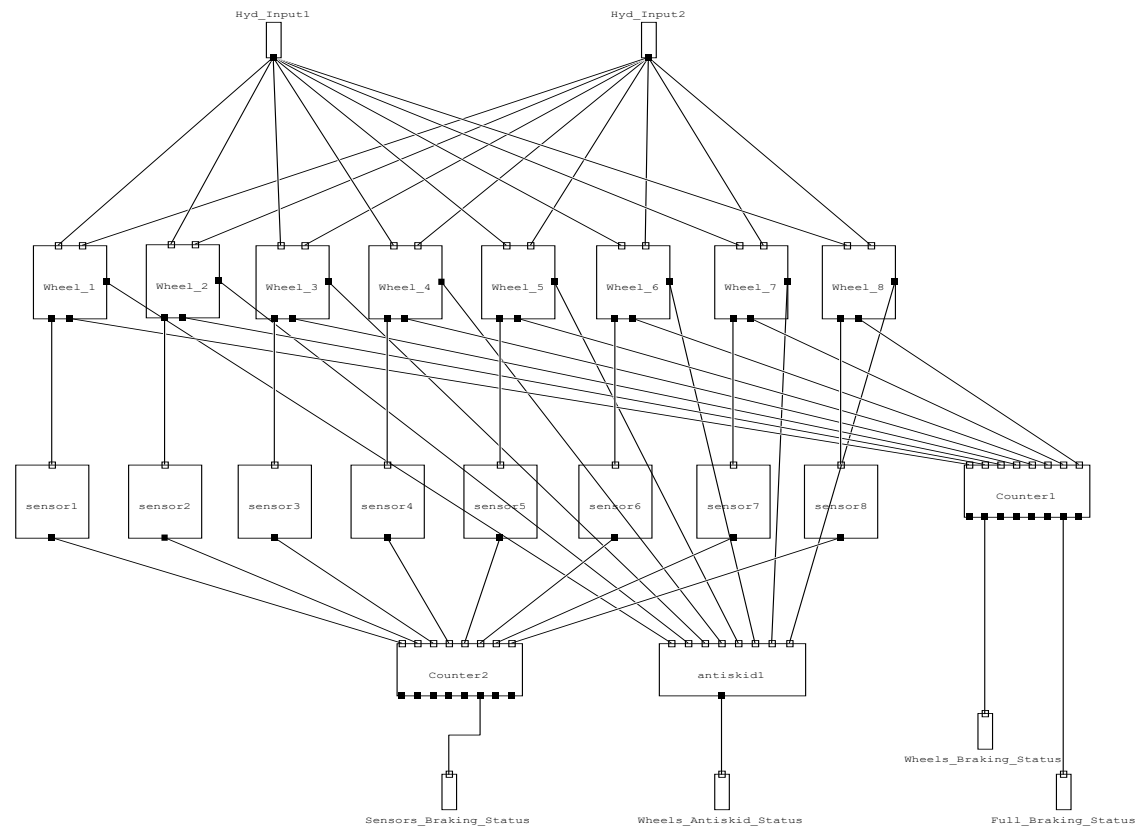 Hyd_Input1 Hyd_Input2
Wheel_1 Wheel_2 Wheel_3 Wheel_4 Wheel_5 Wheel_6 Wheel_7 Wheel_8
sensor1 sensor2 sensor3 sensor4 sensor5 sensor6 sensor7 sensor8 Counter1
Counter2 antiskid1
Wheels_Braking_Status
Sensors_Braking_Status Wheels_Antiskid_Status Full_Braking_Status